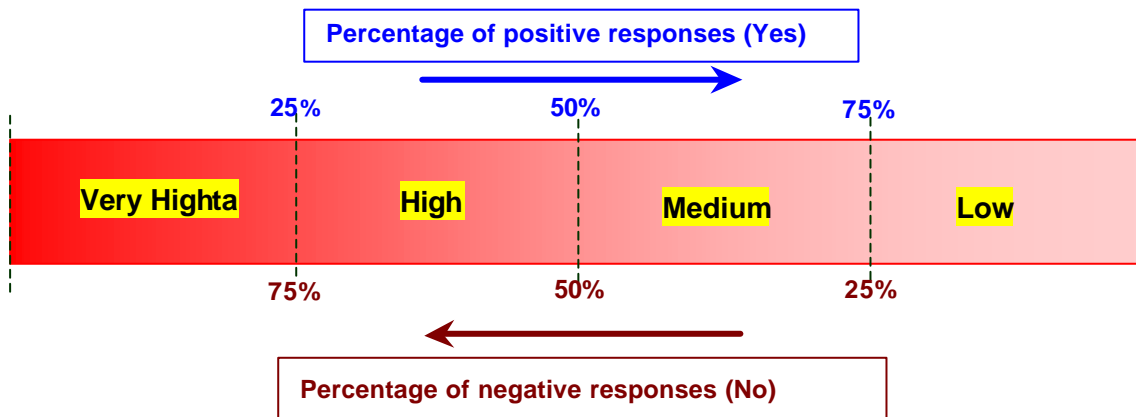 Percentage of positive responses (Yes)
25% 50% 75%
Very Highta High Medium Low
75% 50% 25%
Percentage of negative responses (No)